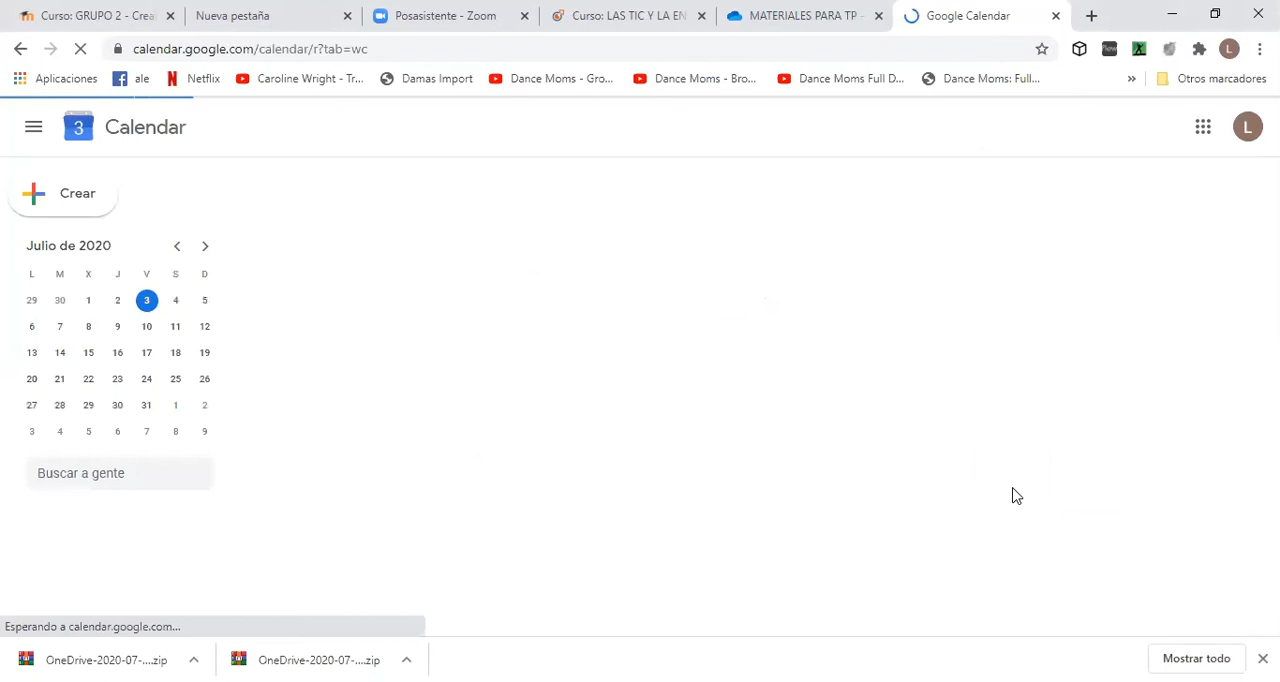 Curso: GRUPO 2 - Crea
Nueva pestaña
Posasistente - Zoom
Curso: LAS TIC Y LA EN
MATERIALES PARA TP -
Google Calendar
calendar.google.com/calendar/r?tab=wc
L
Aplicaciones
ale
Netflix
Caroline Wright - Tr...
Damas Import
Dance Moms - Gro...
Dance Moms - Bro...
Dance Moms Full D...
Dance Moms: Full...
»
Otros marcadores
3
Calendar
L
Crear
Julio de 2020
L M X J V S D
29 30 1 2 3 4 5
6 7 8 9 10 11 12
13 14 15 16 17 18 19
20 21 22 23 24 25 26
27 28 29 30 31 1 2
3 4 5 6 7 8 9
Buscar a gente
Esperando a calendar.google.com...
OneDrive-2020-07-....zip
OneDrive-2020-07-....zip
Mostrar todo